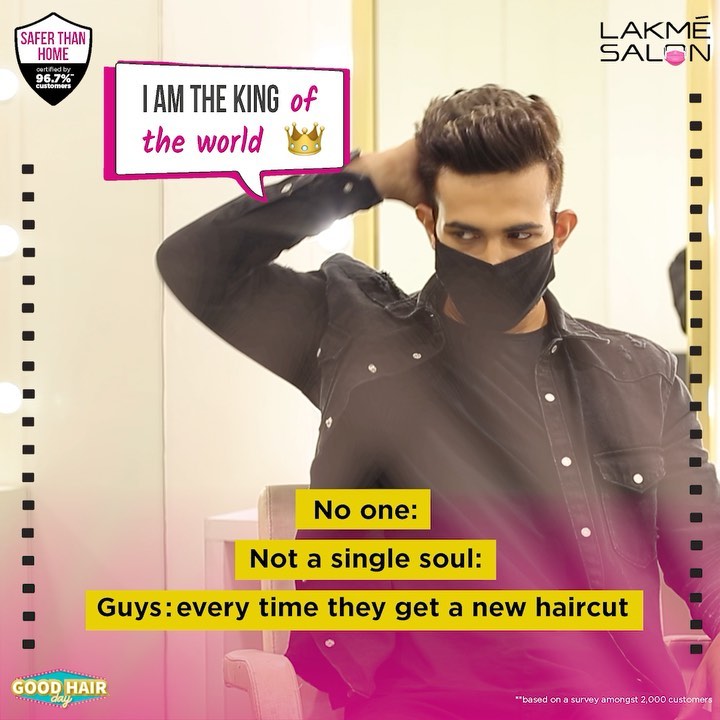 SAFER THAN
HOME
certified by
96.7%**
customers
LAKMÉ
SALON
I AM THE KING of
the world
No one:
Not a single soul:
Guys: every time they get a new haircut
GOOD HAIR
day
**based on a survey amongst 2,000 customers